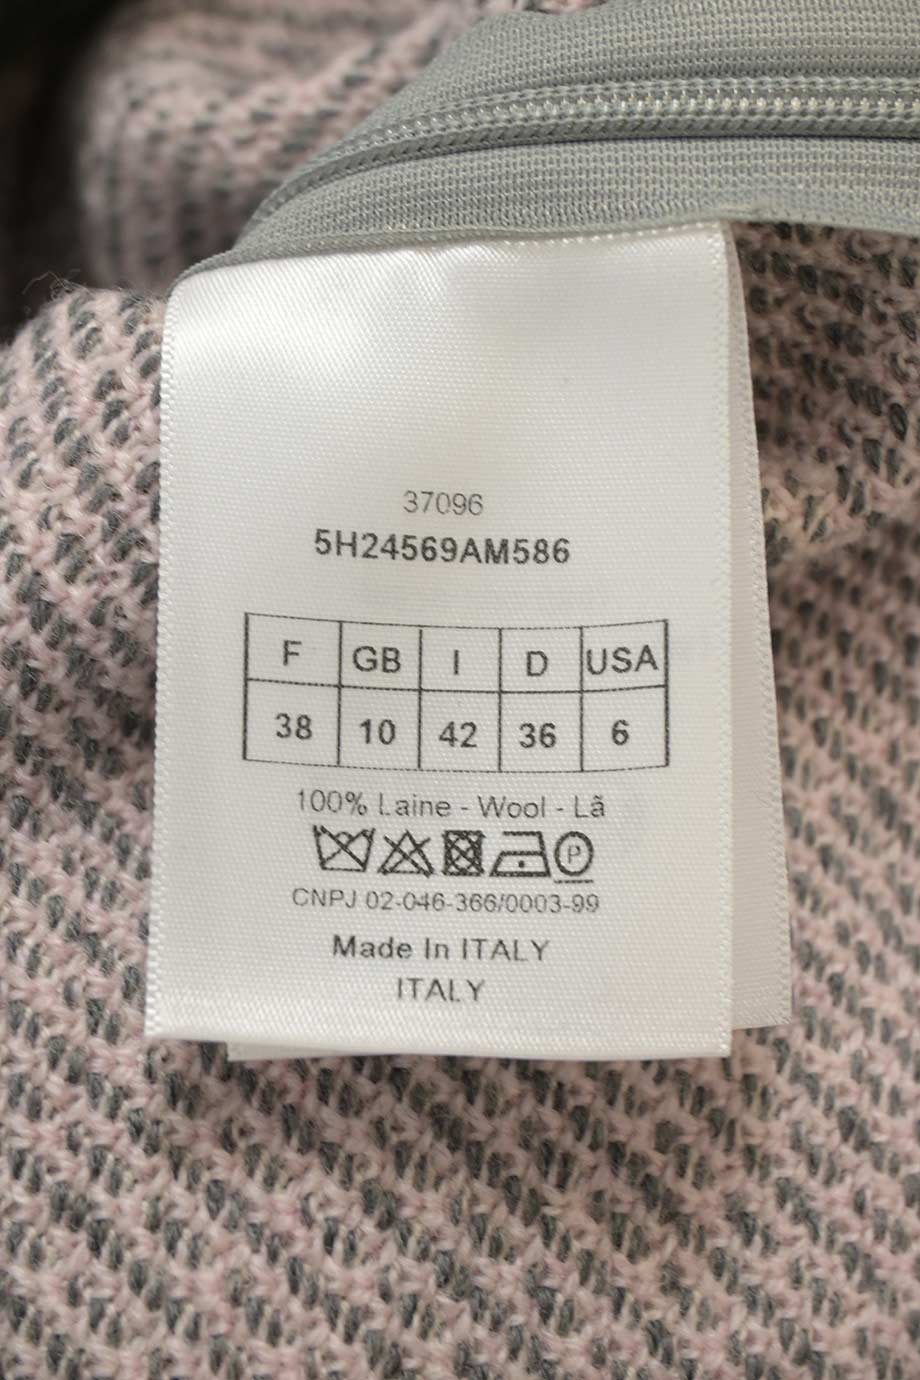 37096
5H24569AM586
F GB I D USA
38 10 42 36 6
100% Laine - Wool - Lã
P
CNPJ 02-046-366/0003-99
Made In ITALY
ITALY